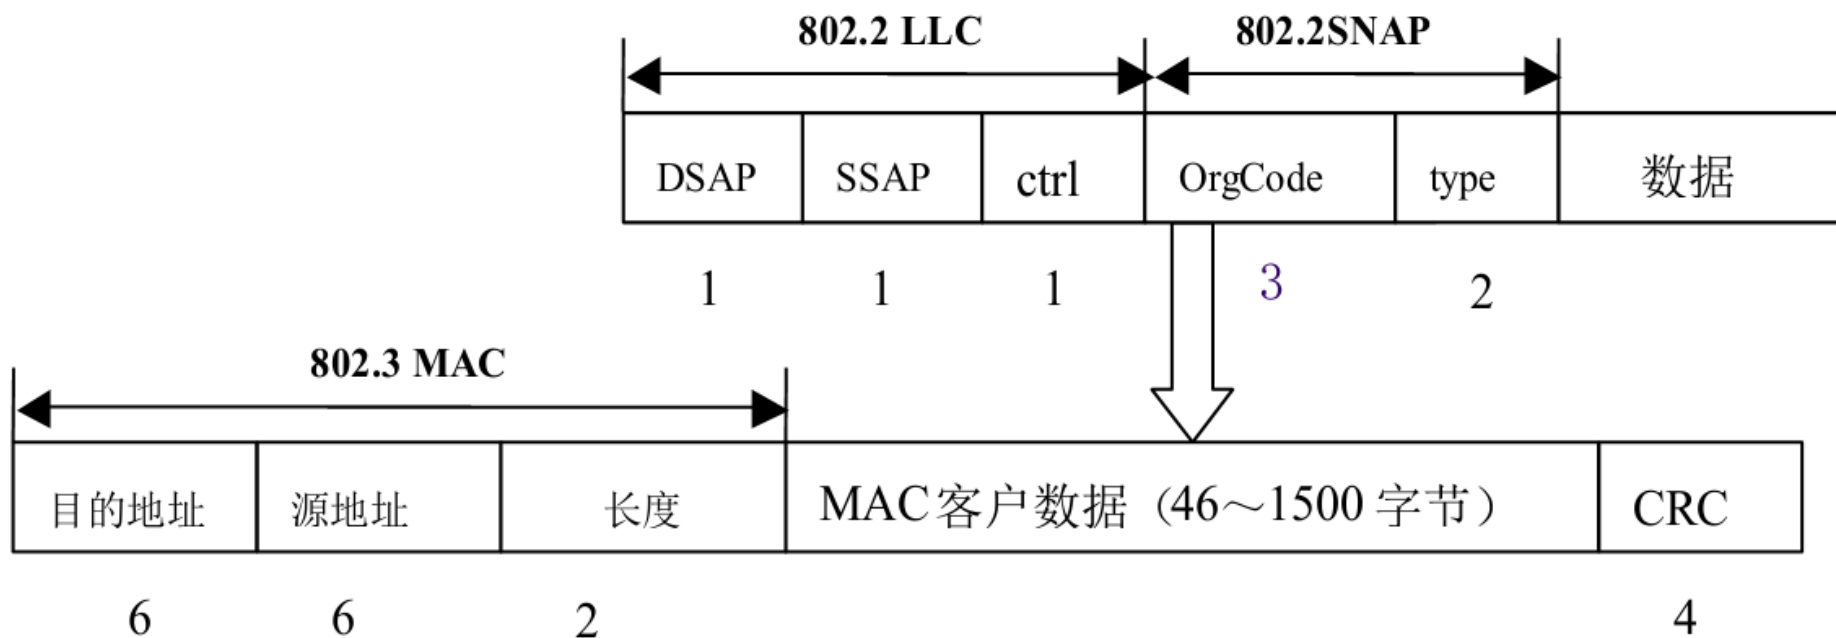 802.2 LLC 802.2SNAP
DSAP SSAP ctrl OrgCode type 数据
1 1 1 3 2
802.3 MAC
目的地址 源地址 长度 MAC客户数据（46～1500 字节） CRC
6 6 2 4